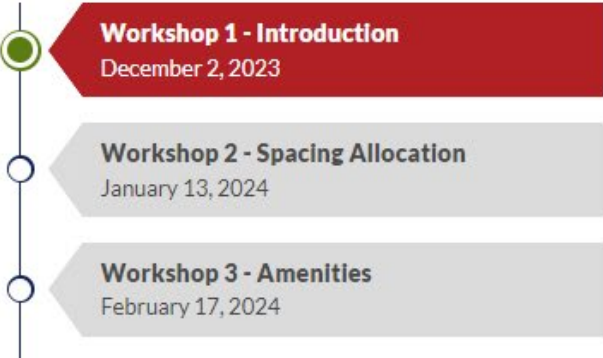 Workshop 1 - Introduction
December 2, 2023
Workshop 2 - Spacing Allocation
January 13, 2024
Workshop 3 - Amenities
February 17, 2024